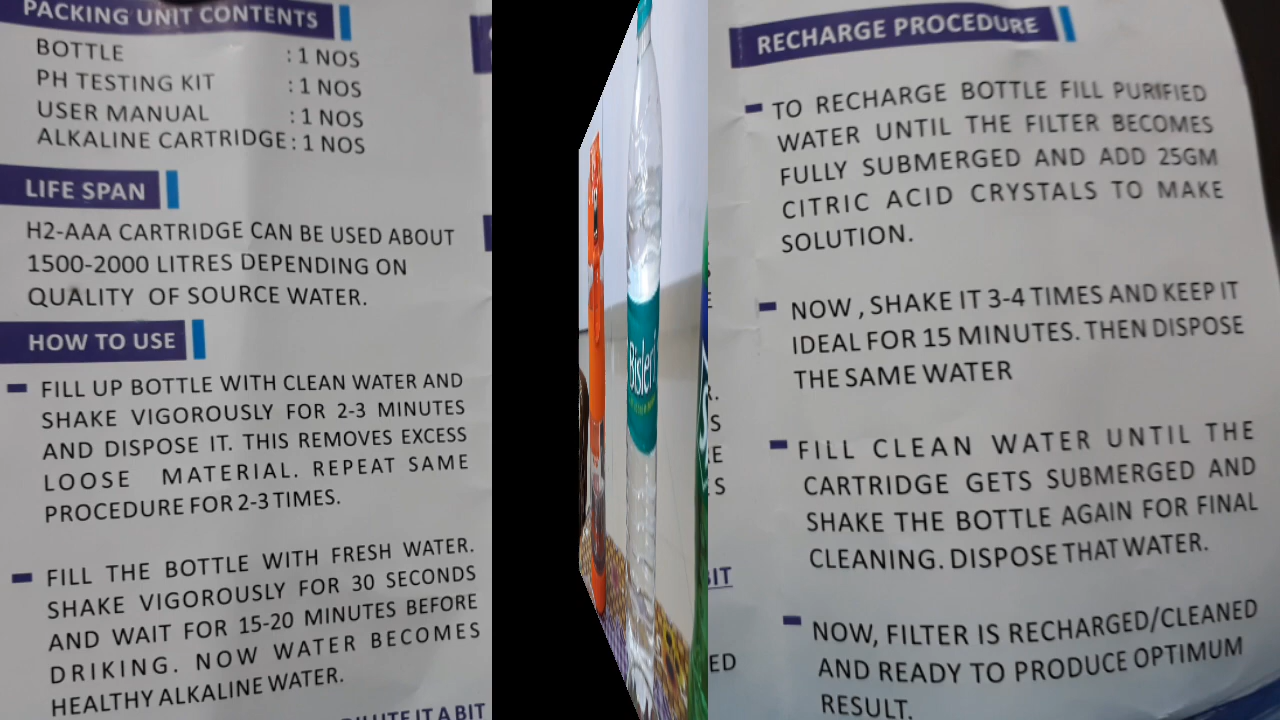 PACKING UNIT CONTENTS
BOTTLE : 1 NOS
PH TESTING KIT : 1 NOS
USER MANUAL : 1 NOS
ALKALINE CARTRIDGE : 1 NOS
LIFE SPAN
H2-AAA CARTRIDGE CAN BE USED ABOUT
1500-2000 LITRES DEPENDING ON
QUALITY OF SOURCE WATER.
HOW TO USE
FILL UP BOTTLE WITH CLEAN WATER AND
SHAKE VIGOROUSLY FOR 2-3 MINUTES
AND DISPOSE IT. THIS REMOVES EXCESS
LOOSE MATERIAL. REPEAT SAME
PROCEDURE FOR 2-3 TIMES.
FILL THE BOTTLE WITH FRESH WATER.
SHAKE VIGOROUSLY FOR 30 SECONDS
AND WAIT FOR 15-20 MINUTES BEFORE
DRIKING. NOW WATER BECOMES
HEALTHY ALKALINE WATER.
IT A BIT
Bisleri
RECHARGE PROCEDURE
TO RECHARGE BOTTLE FILL PURIFIED
WATER UNTIL THE FILTER BECOMES
FULLY SUBMERGED AND ADD 25GM
CITRIC ACID CRYSTALS TO MAKE
SOLUTION.
NOW , SHAKE IT 3-4 TIMES AND KEEP IT
IDEAL FOR 15 MINUTES. THEN DISPOSE
THE SAME WATER
FILL CLEAN WATER UNTIL THE
CARTRIDGE GETS SUBMERGED AND
SHAKE THE BOTTLE AGAIN FOR FINAL
CLEANING. DISPOSE THAT WATER.
NOW, FILTER IS RECHARGED/CLEANED
AND READY TO PRODUCE OPTIMUM
RESULT.